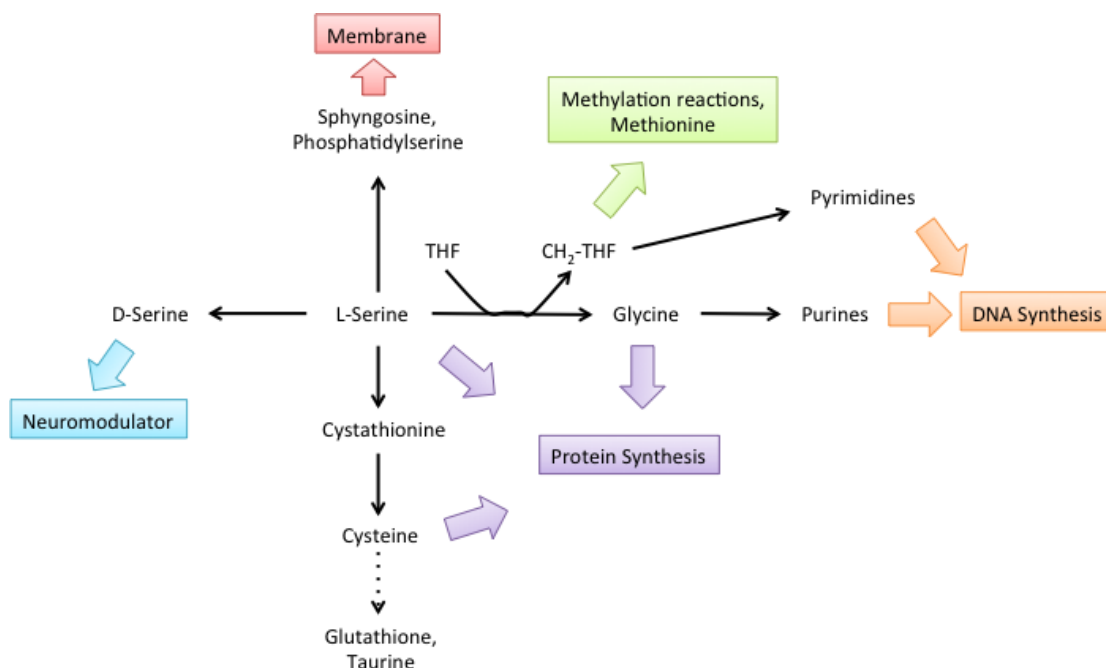 Membrane
Sphyngosine,
Phosphatidylserine
Methylation reactions,
Methionine
Pyrimidines
THF
CH₂-THF
D-Serine
L-Serine
Glycine
Purines
DNA Synthesis
Neuromodulator
Cystathionine
Protein Synthesis
Cysteine
Glutathione,
Taurine